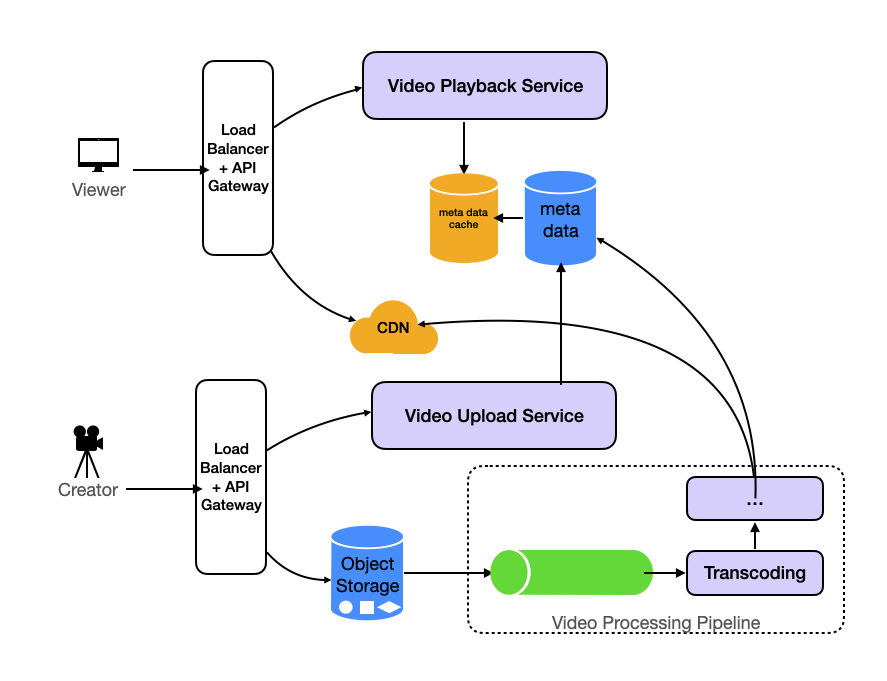 Video Playback Service
Load
Balancer
+ API
Gateway
Viewer
meta data
cache
meta
data
CDN
Video Upload Service
Load
Balancer
+ API
Gateway
Creator
...
Object
Storage
Transcoding
Video Processing Pipeline